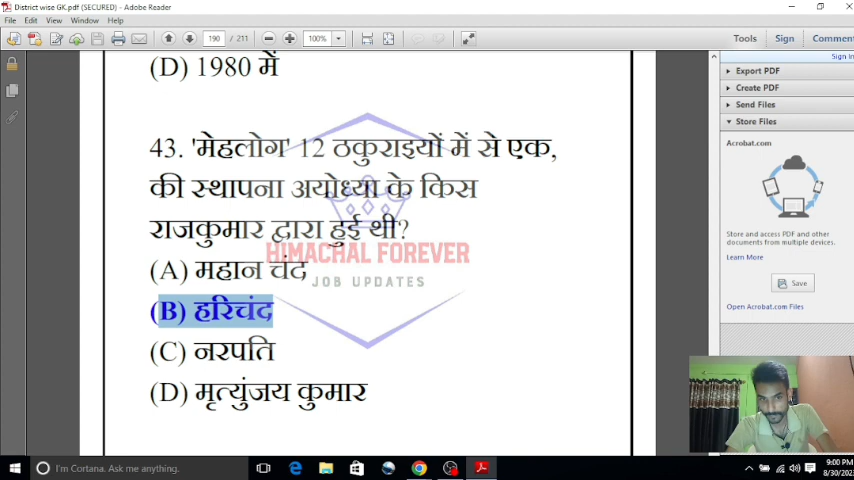 District wise GK.pdf (SECURED) - Adobe Reader
File Edit View Window Help
190 / 211 100% Tools Sign Comment
Sign In
(D) 1980 में
43. 'मेहलोग' 12 ठकुराइयों में से एक,
की स्थापना अयोध्या के किस
राजकुमार द्वारा हुई थी?
HIMACHAL FOREVER
JOB UPDATES
(A) महान चंद
(B) हरिचंद
(C) नरपति
(D) मृत्युंजय कुमार
Export PDF
Create PDF
Send Files
Store Files
Acrobat.com
Store and access PDF and other
documents from multiple devices.
Learn More
Save
Open Acrobat.com Files
I'm Cortana. Ask me anything.
9:00 PM